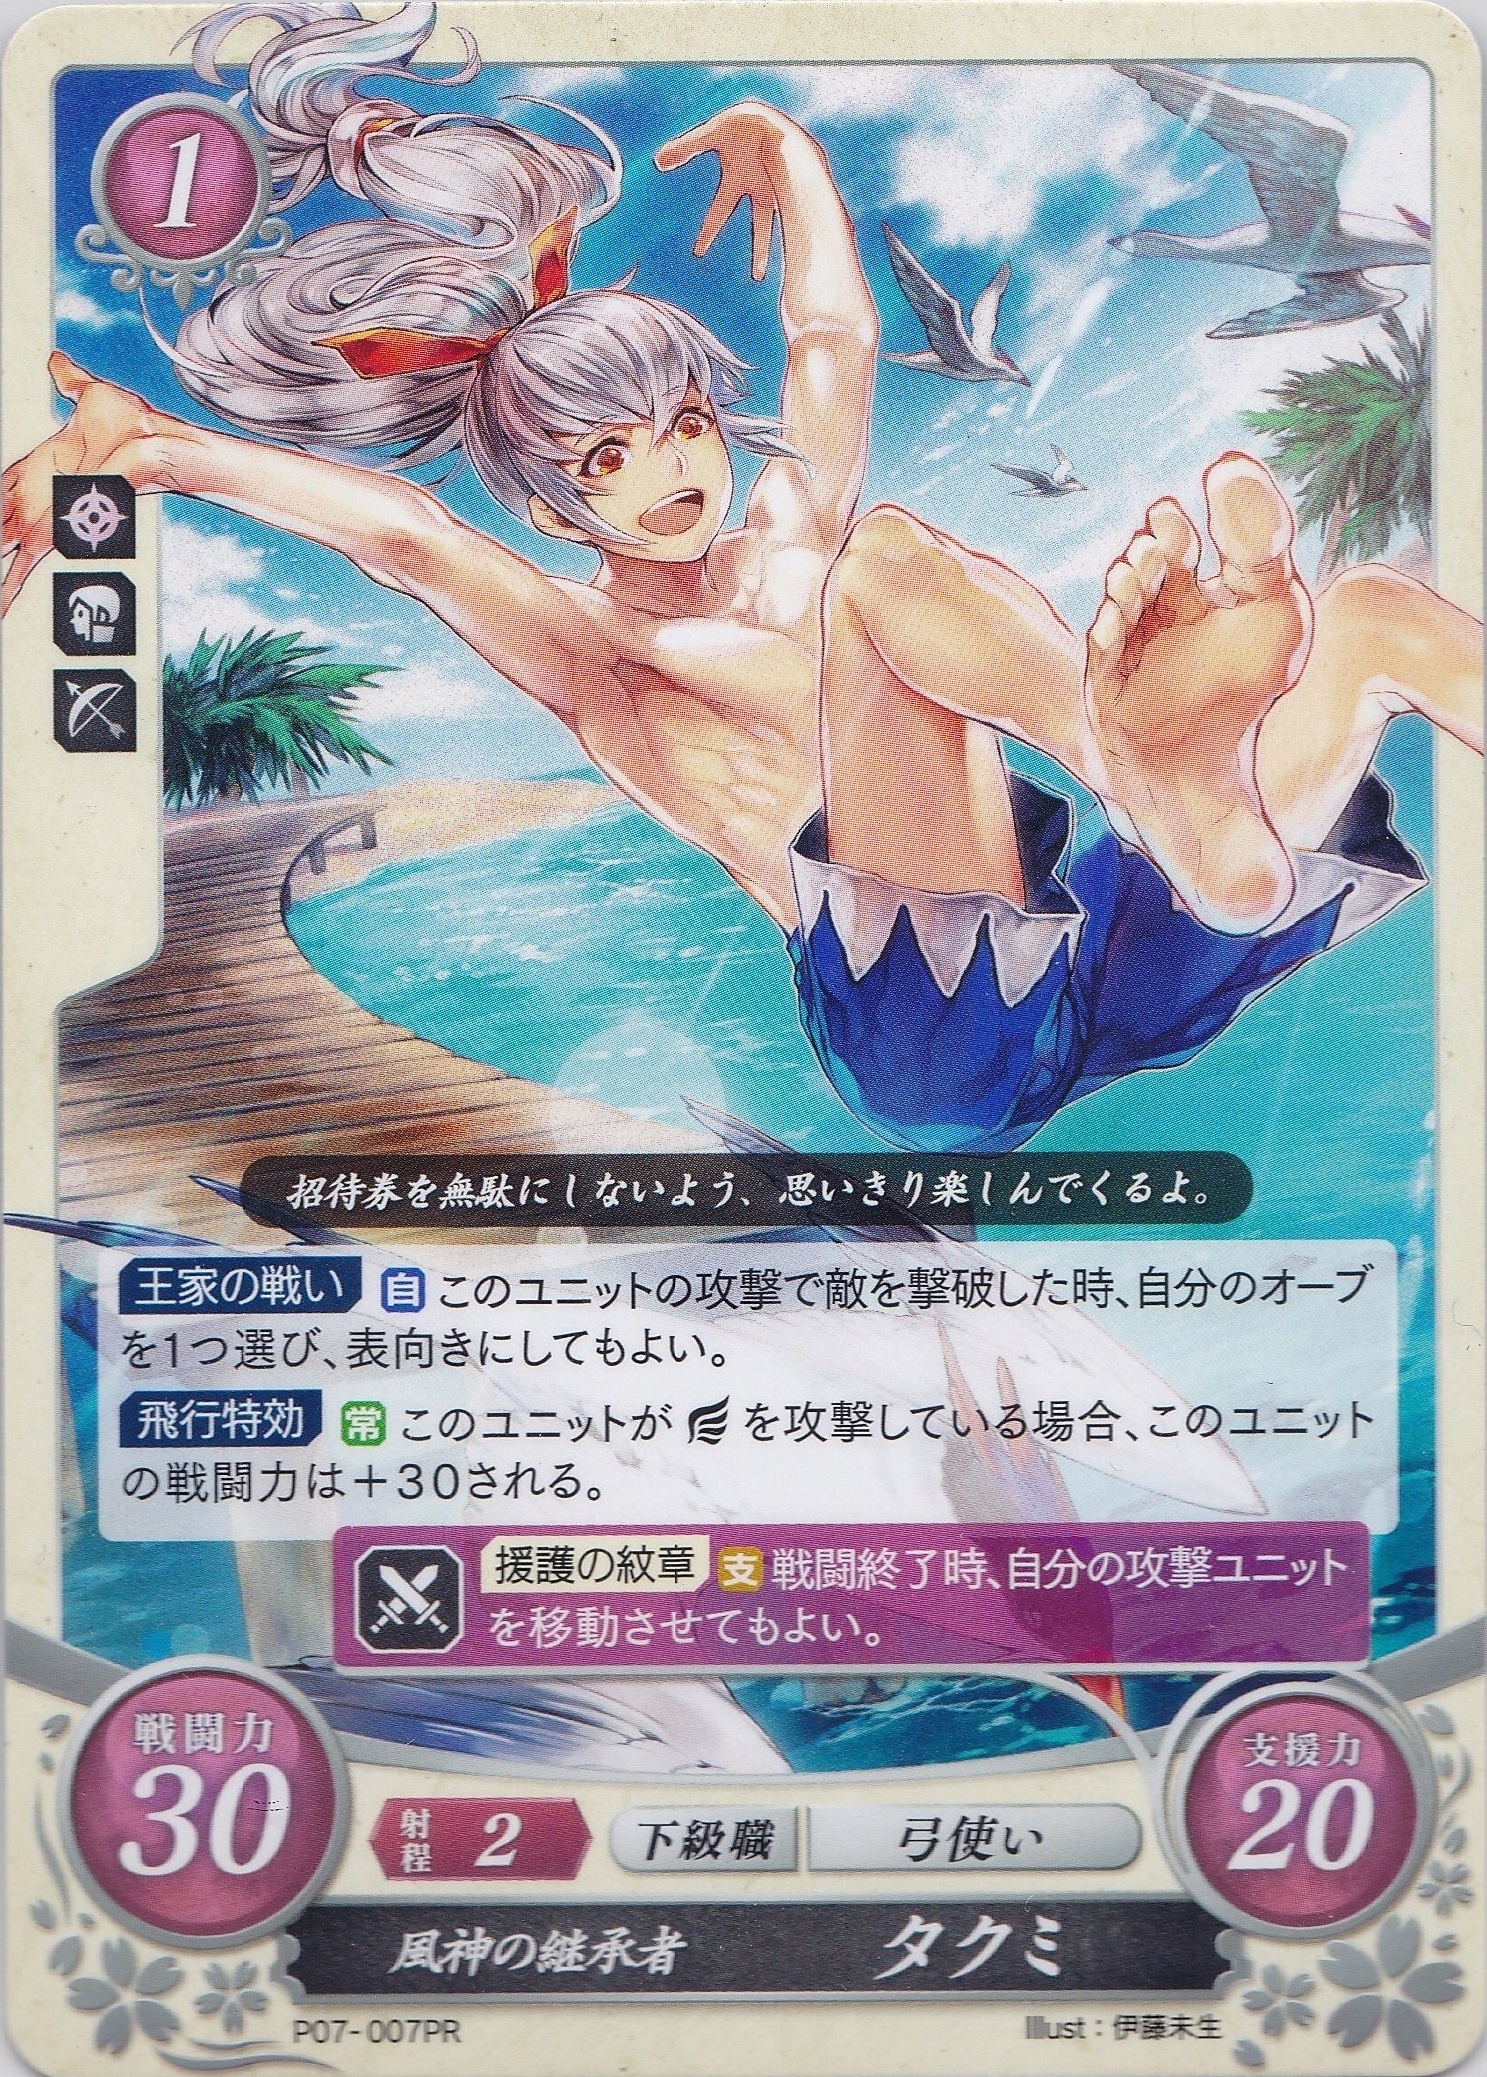 1
招待券を無駄にしないよう、思いきり楽しんでくるよ。
王家の戦い 自 このユニットの攻撃で敵を撃破した時、自分のオーブ
を1つ選び、表向きにしてもよい。
飛行特効 常 このユニットが を攻撃している場合、このユニット
の戦闘力は＋30される。
援護の紋章 支 戦闘終了時、自分の攻撃ユニット
を移動させてもよい。
戦闘力
30
射程 2
下級職 弓使い
支援力
20
風神の継承者 タクミ
P07-007PR
Illust：伊藤未生